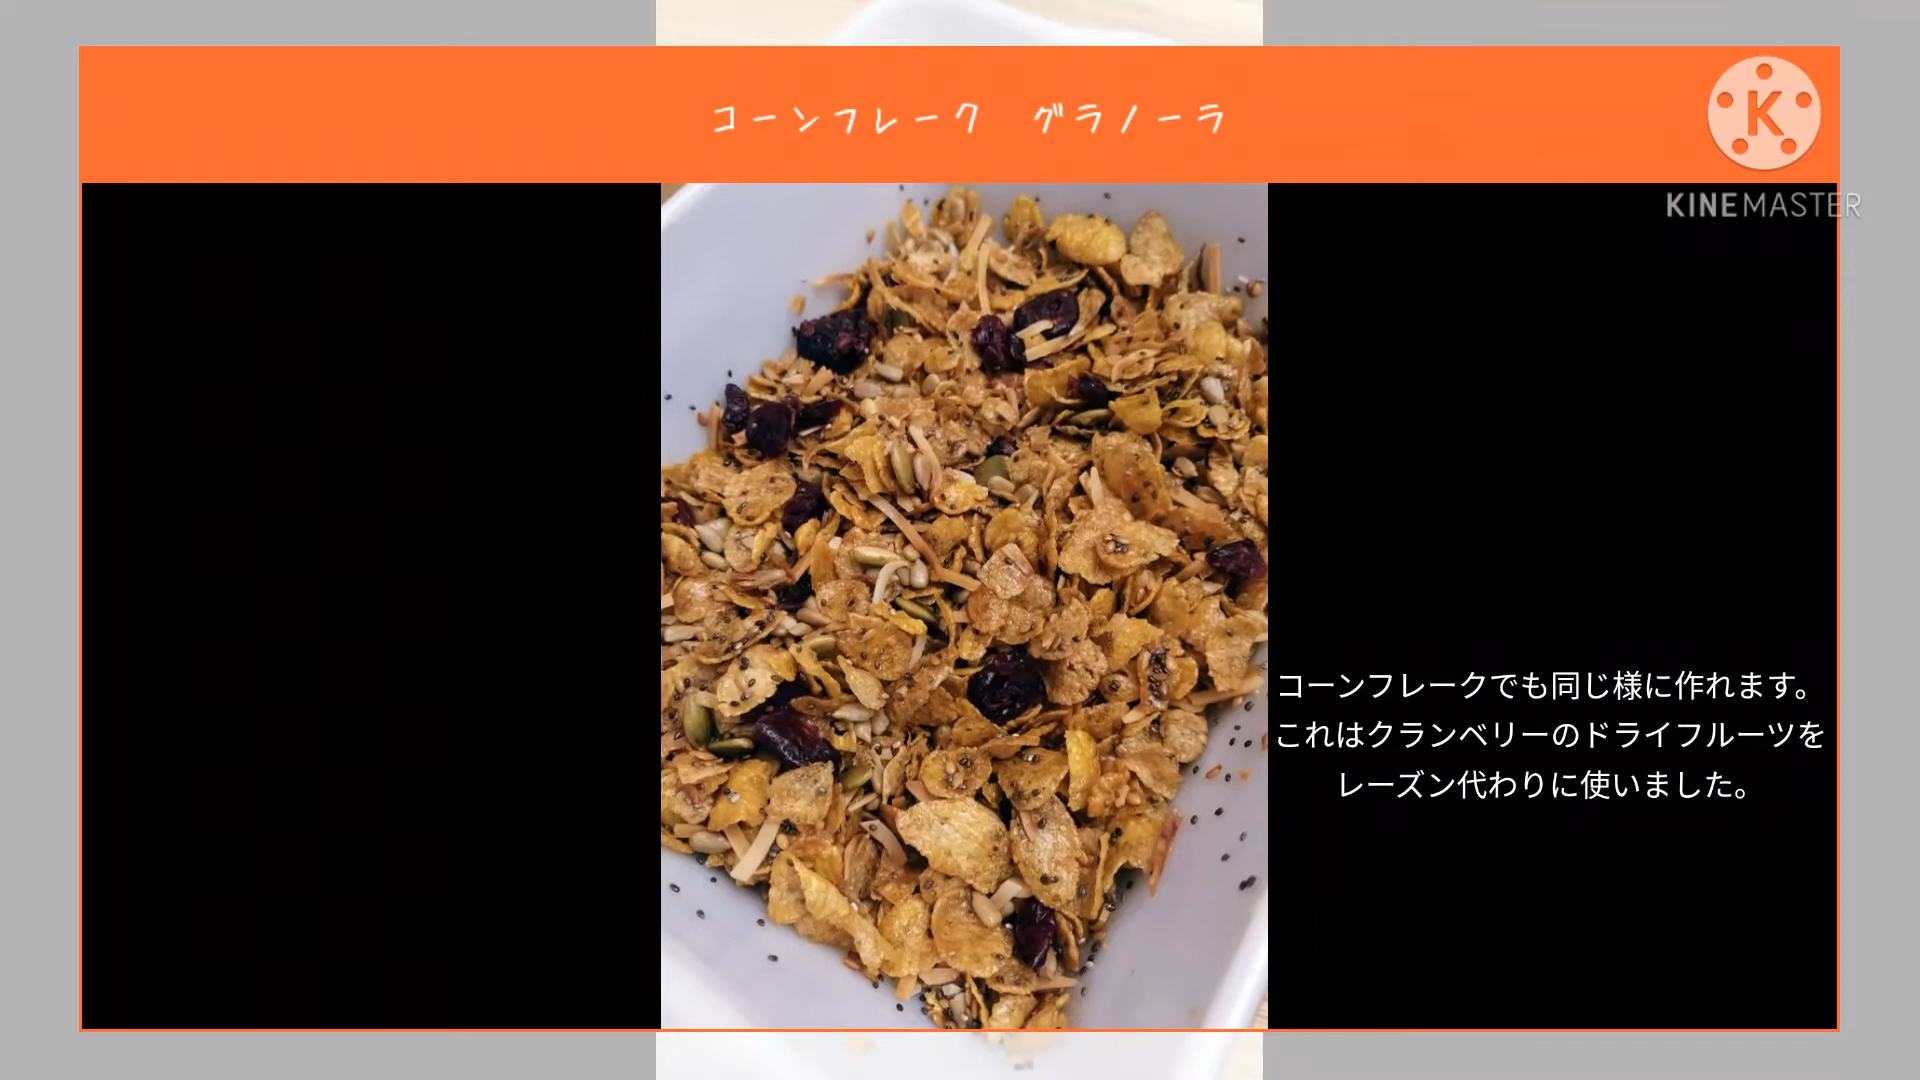 コーンフレーク　グラノーラ
K
KINEMASTER
コーンフレークでも同じ様に作れます。
これはクランベリーのドライフルーツを
レーズン代わりに使いました。